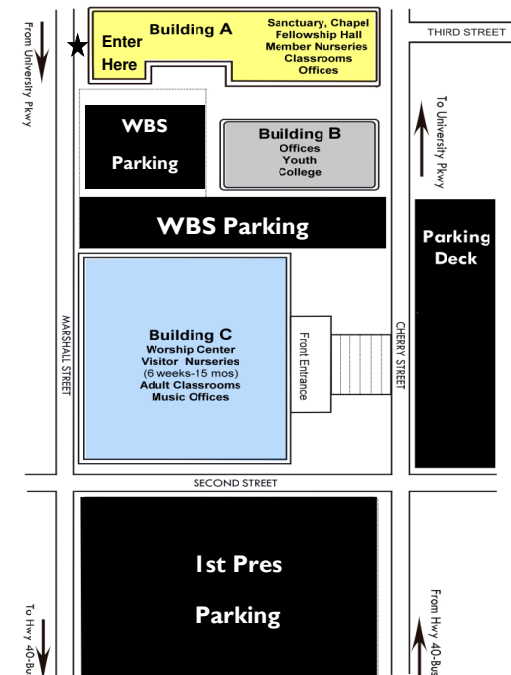 From University Pkwy
Enter
Here
Building A
Sanctuary, Chapel
Fellowship Hall
Member Nurseries
Classrooms
Offices
THIRD STREET
To University Pkwy
WBS
Parking
Building B
Offices
Youth
College
WBS Parking
Parking
Deck
MARSHALL STREET
Building C
Worship Center
Visitor Nurseries
(6 weeks-15 mos)
Adult Classrooms
Music Offices
Front Entrance
CHERRY STREET
SECOND STREET
1st Pres
Parking
To Hwy 40-Bu
From Hwy 40-Bus